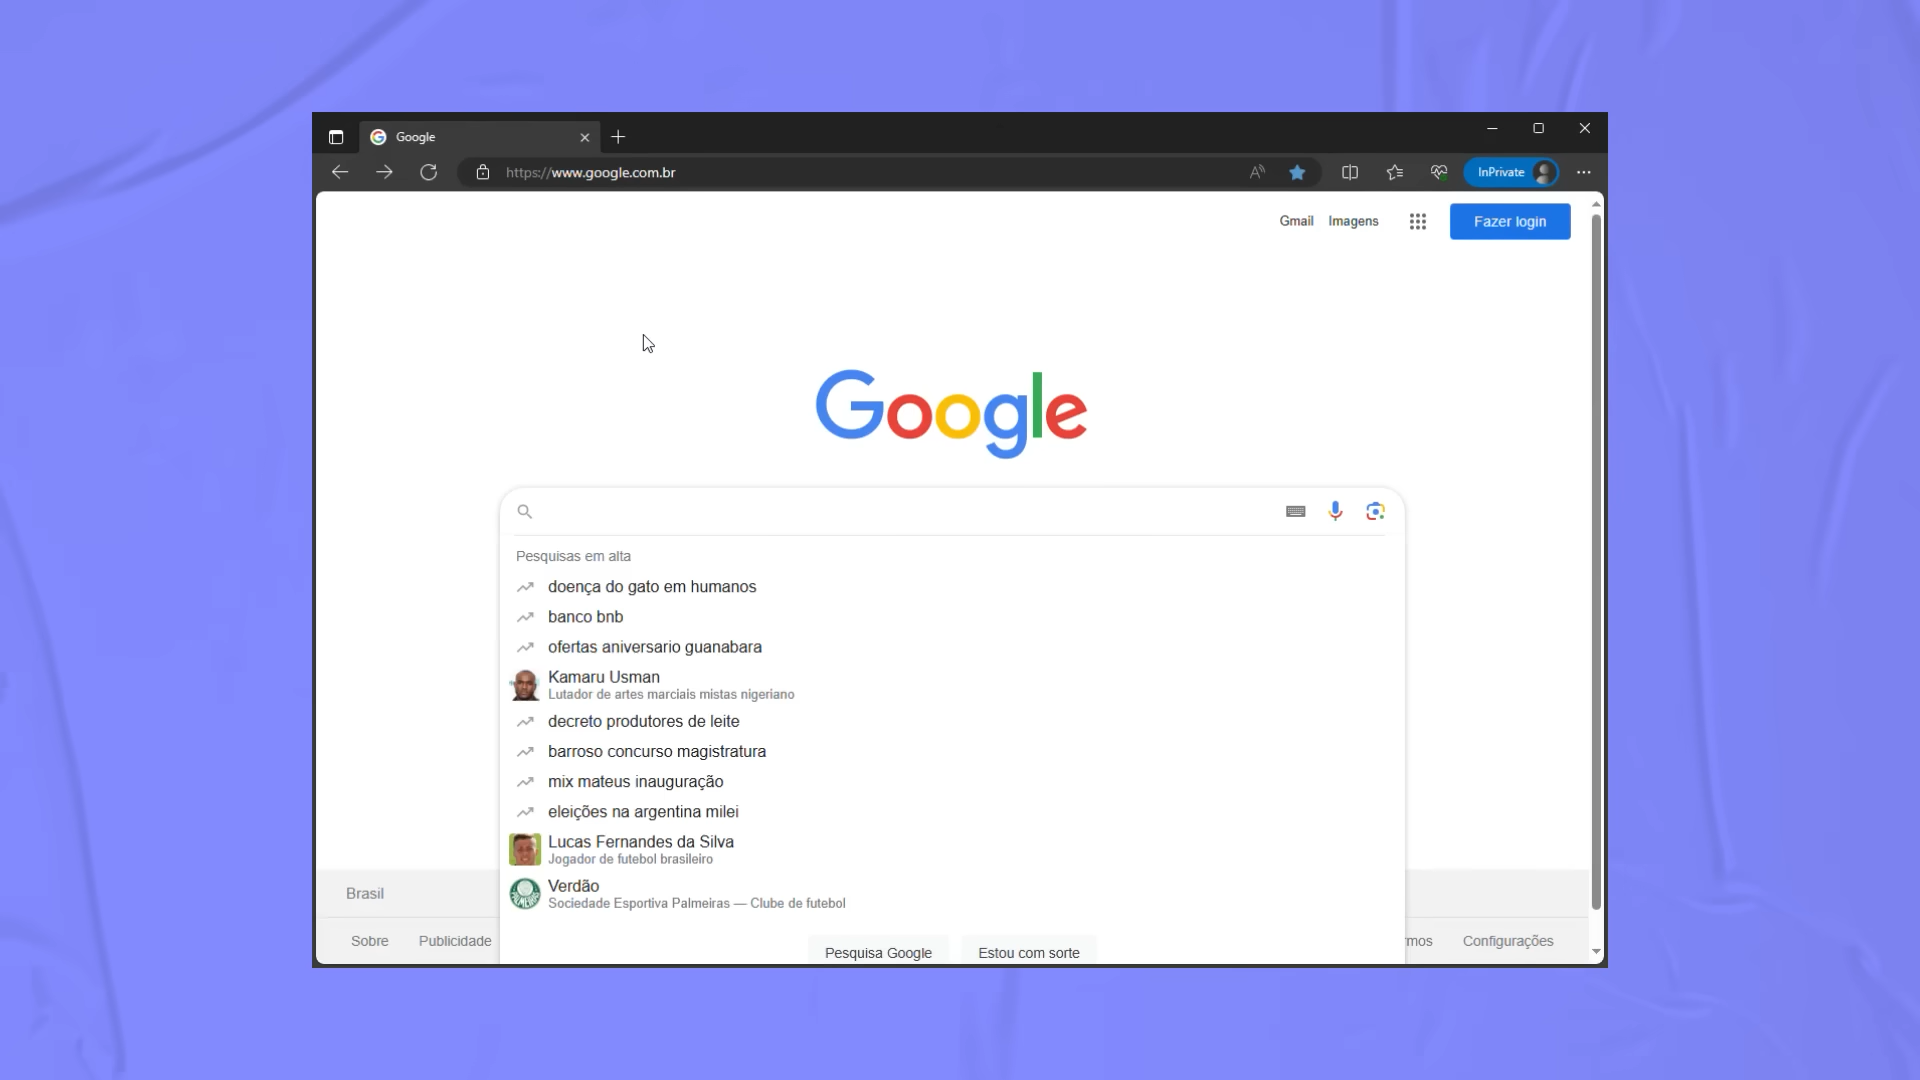 Google
https://www.google.com.br
InPrivate
Gmail Imagens Fazer login
Google
Pesquisas em alta
doença do gato em humanos
banco bnb
ofertas aniversario guanabara
Kamaru Usman
Lutador de artes marciais mistas nigeriano
decreto produtores de leite
barroso concurso magistratura
mix mateus inauguração
eleições na argentina milei
Lucas Fernandes da Silva
Jogador de futebol brasileiro
Verdão
Sociedade Esportiva Palmeiras — Clube de futebol
Brasil
Sobre Publicidade Pesquisa Google Estou com sorte rmos Configurações